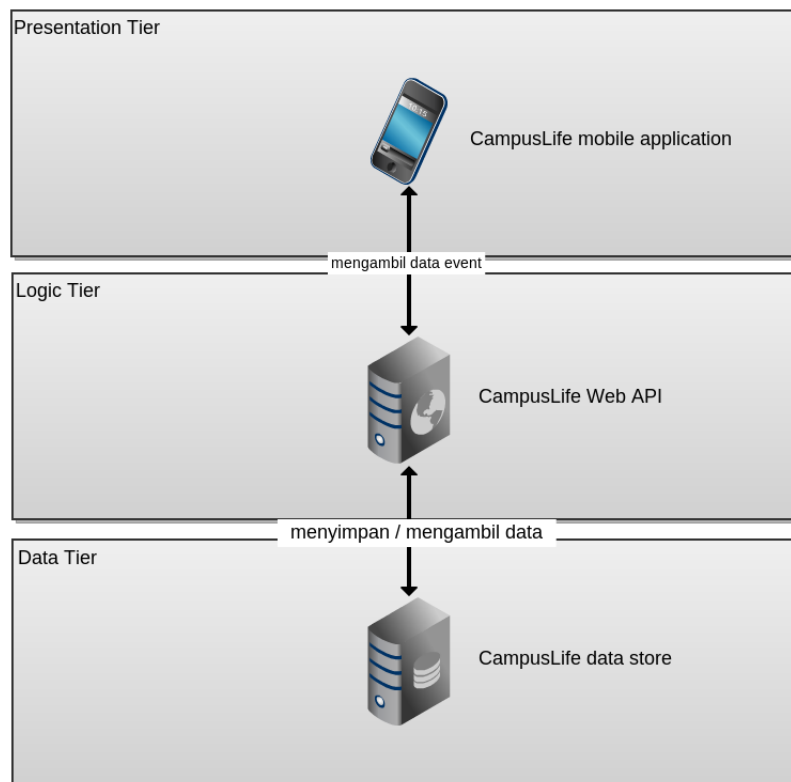 Presentation Tier
CampusLife mobile application
mengambil data event
Logic Tier
CampusLife Web API
menyimpan / mengambil data
Data Tier
CampusLife data store